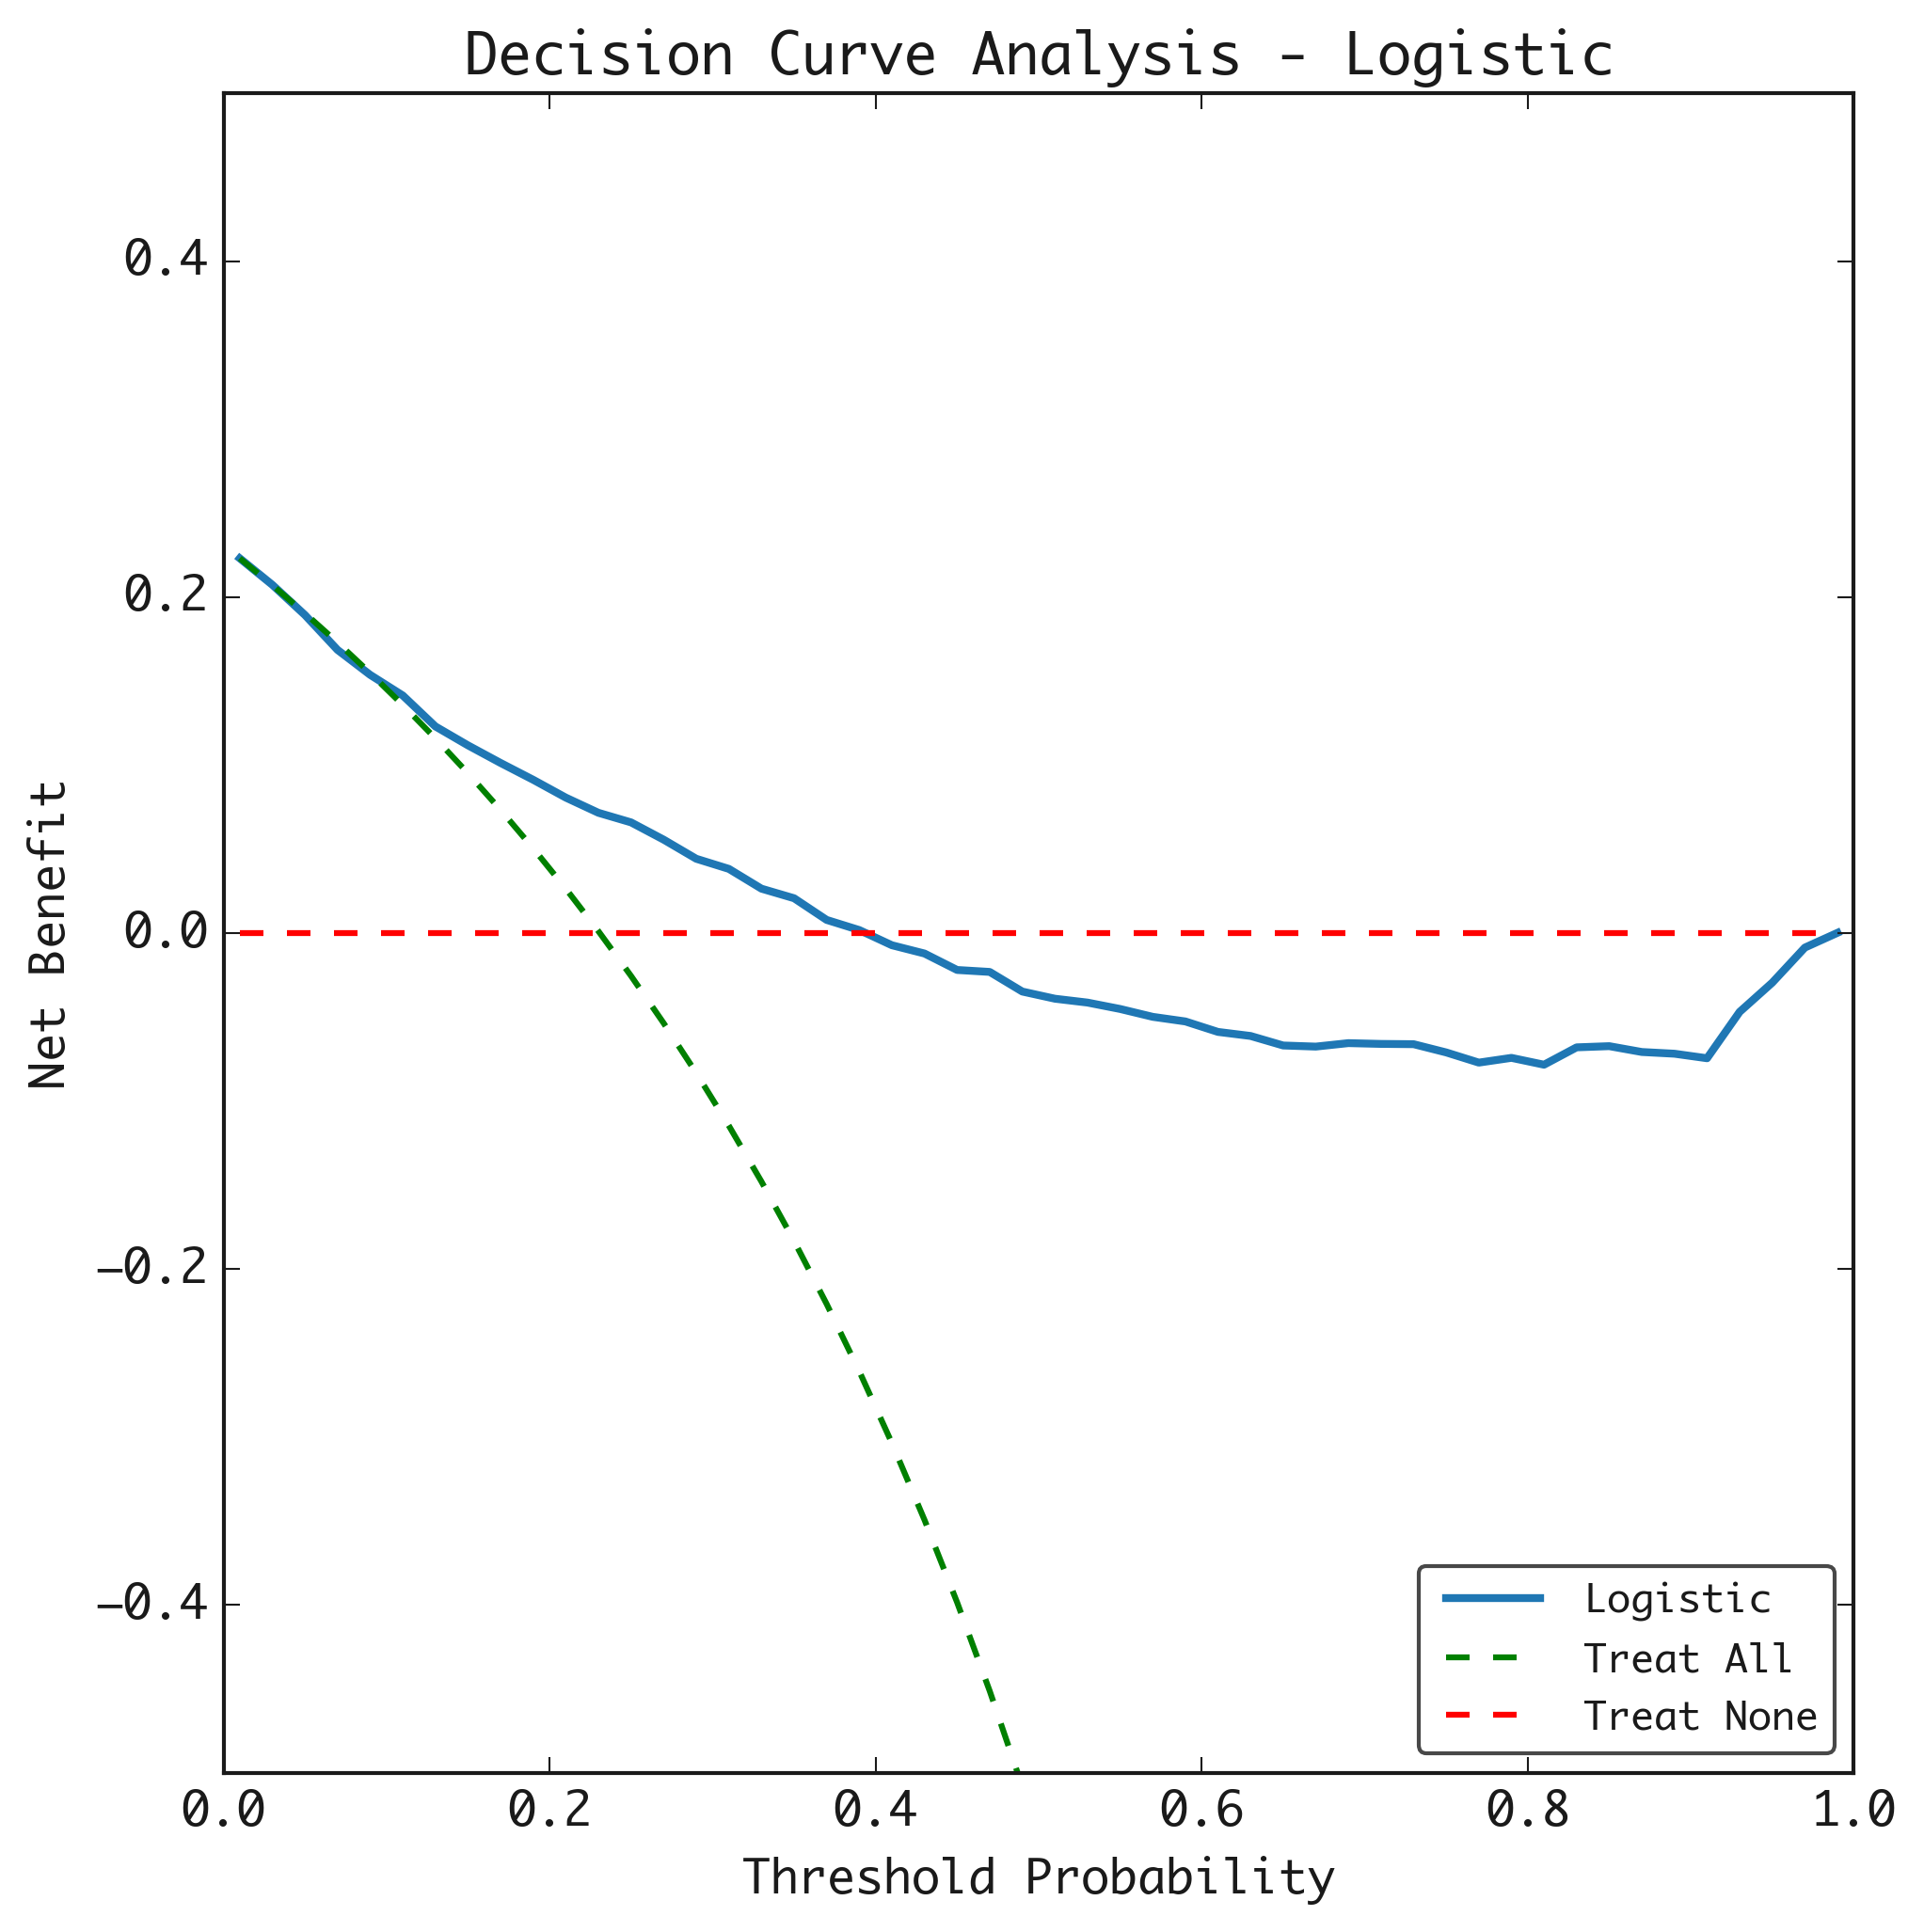 Decision Curve Analysis - Logistic
Net Benefit
0.4
0.2
0.0
−0.2
−0.4
0.0 0.2 0.4 0.6 0.8 1.0
Threshold Probability
Logistic
Treat All
Treat None